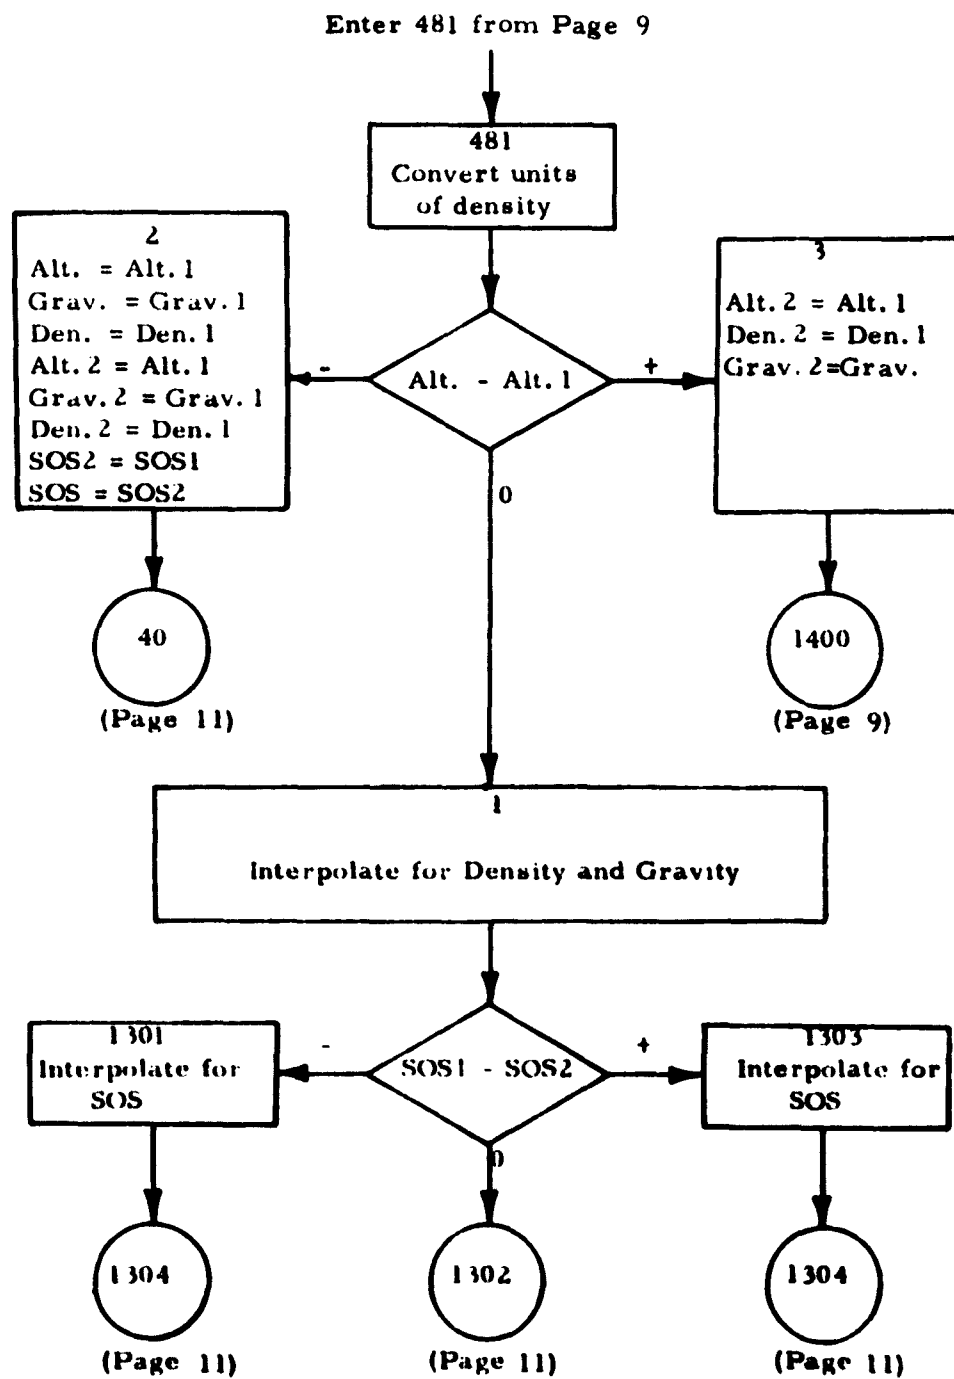 Enter 481 from Page 9
481
Convert units
of density
2
Alt. = Alt. 1
Grav. = Grav. 1
Den. = Den. 1
Alt. 2 = Alt. 1
Grav. 2 = Grav. 1
Den. 2 = Den. 1
SOS2 = SOS1
SOS = SOS2
-
Alt. - Alt. 1
+
0
3
Alt. 2 = Alt. 1
Den. 2 = Den. 1
Grav. 2=Grav.
40
(Page 11)
1400
(Page 9)
1
Interpolate for Density and Gravity
1301
Interpolate for
SOS
-
SOS1 - SOS2
+
0
1303
Interpolate for
SOS
1304
(Page 11)
1302
(Page 11)
1304
(Page 11)